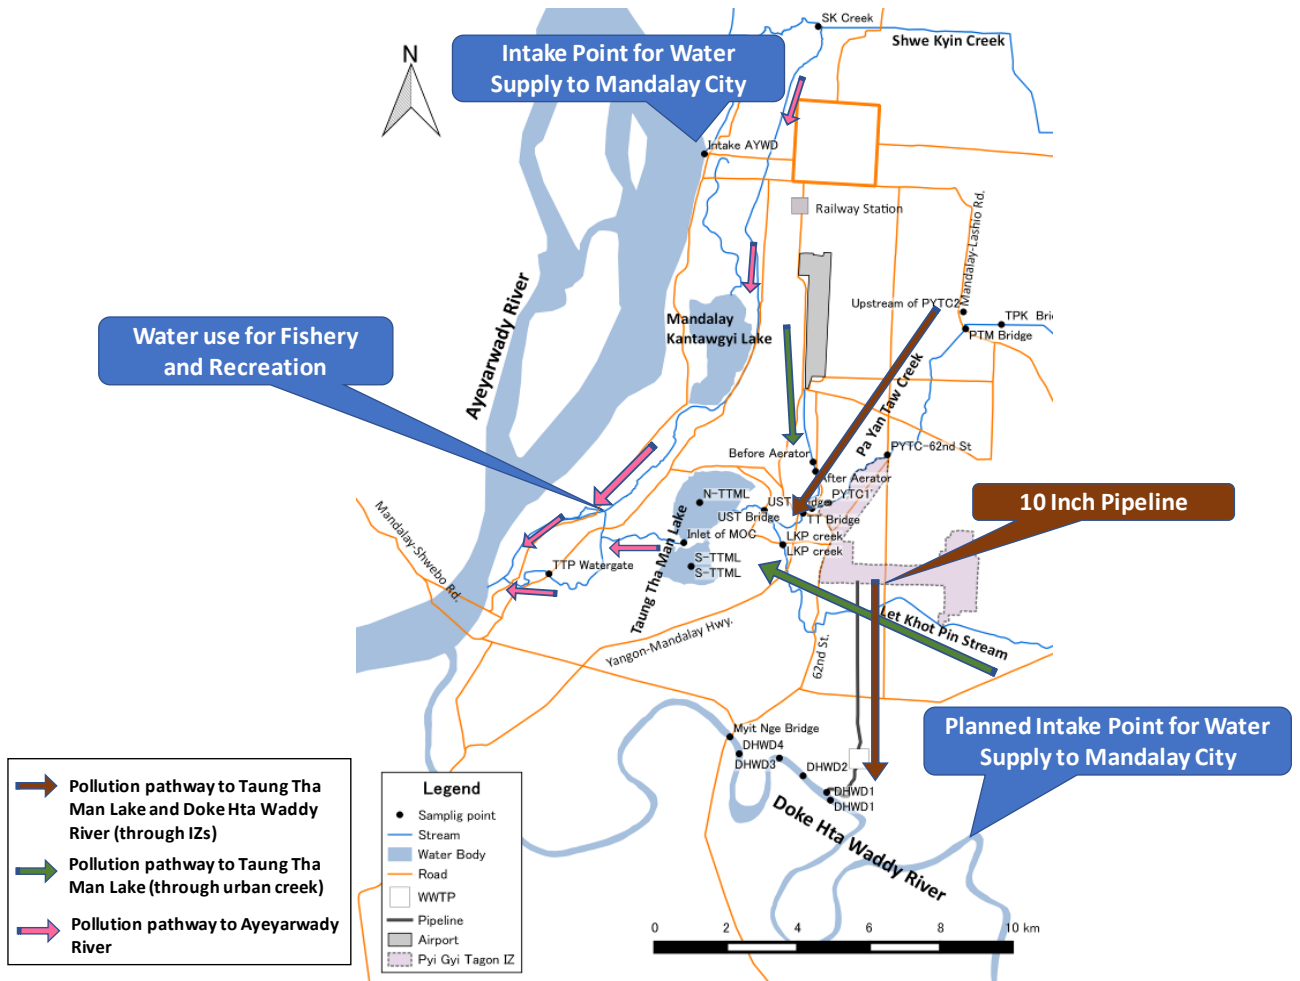 SK Creek
Shwe Kyin Creek
N
Intake Point for Water
Supply to Mandalay City
Intake AYWD
Railway Station
Mandalay-Lashio Rd.
Ayeyarwady River
Upstream of PYTC2
TPK Bri
PTM Bridge
Mandalay
Kantawgyi Lake
Water use for Fishery
and Recreation
Pa Yan Taw Creek
PYTC-62nd St
Before Aerator
After Aerator
N-TTML
UST Bridge
PYTC1
UST Bridge
TT Bridge
10 Inch Pipeline
Mandalay-Shwebo Rd.
Taung Tha Man Lake
Inlet of MOC
LKP creek
LKP creek
S-TTML
S-TTML
TTP Watergate
Let Khot Pin Stream
Yangon-Mandalay Hwy.
62nd St.
Planned Intake Point for Water
Supply to Mandalay City
Myit Nge Bridge
DHWD4
DHWD3
DHWD2
DHWD1
DHWD1
Doke Hta Waddy River
Pollution pathway to Taung Tha
Man Lake and Doke Hta Waddy
River (through IZs)
Pollution pathway to Taung Tha
Man Lake (through urban creek)
Pollution pathway to Ayeyarwady
River
Legend
Samplig point
Stream
Water Body
Road
WWTP
Pipeline
Airport
Pyi Gyi Tagon IZ
0 2 4 6 8 10 km